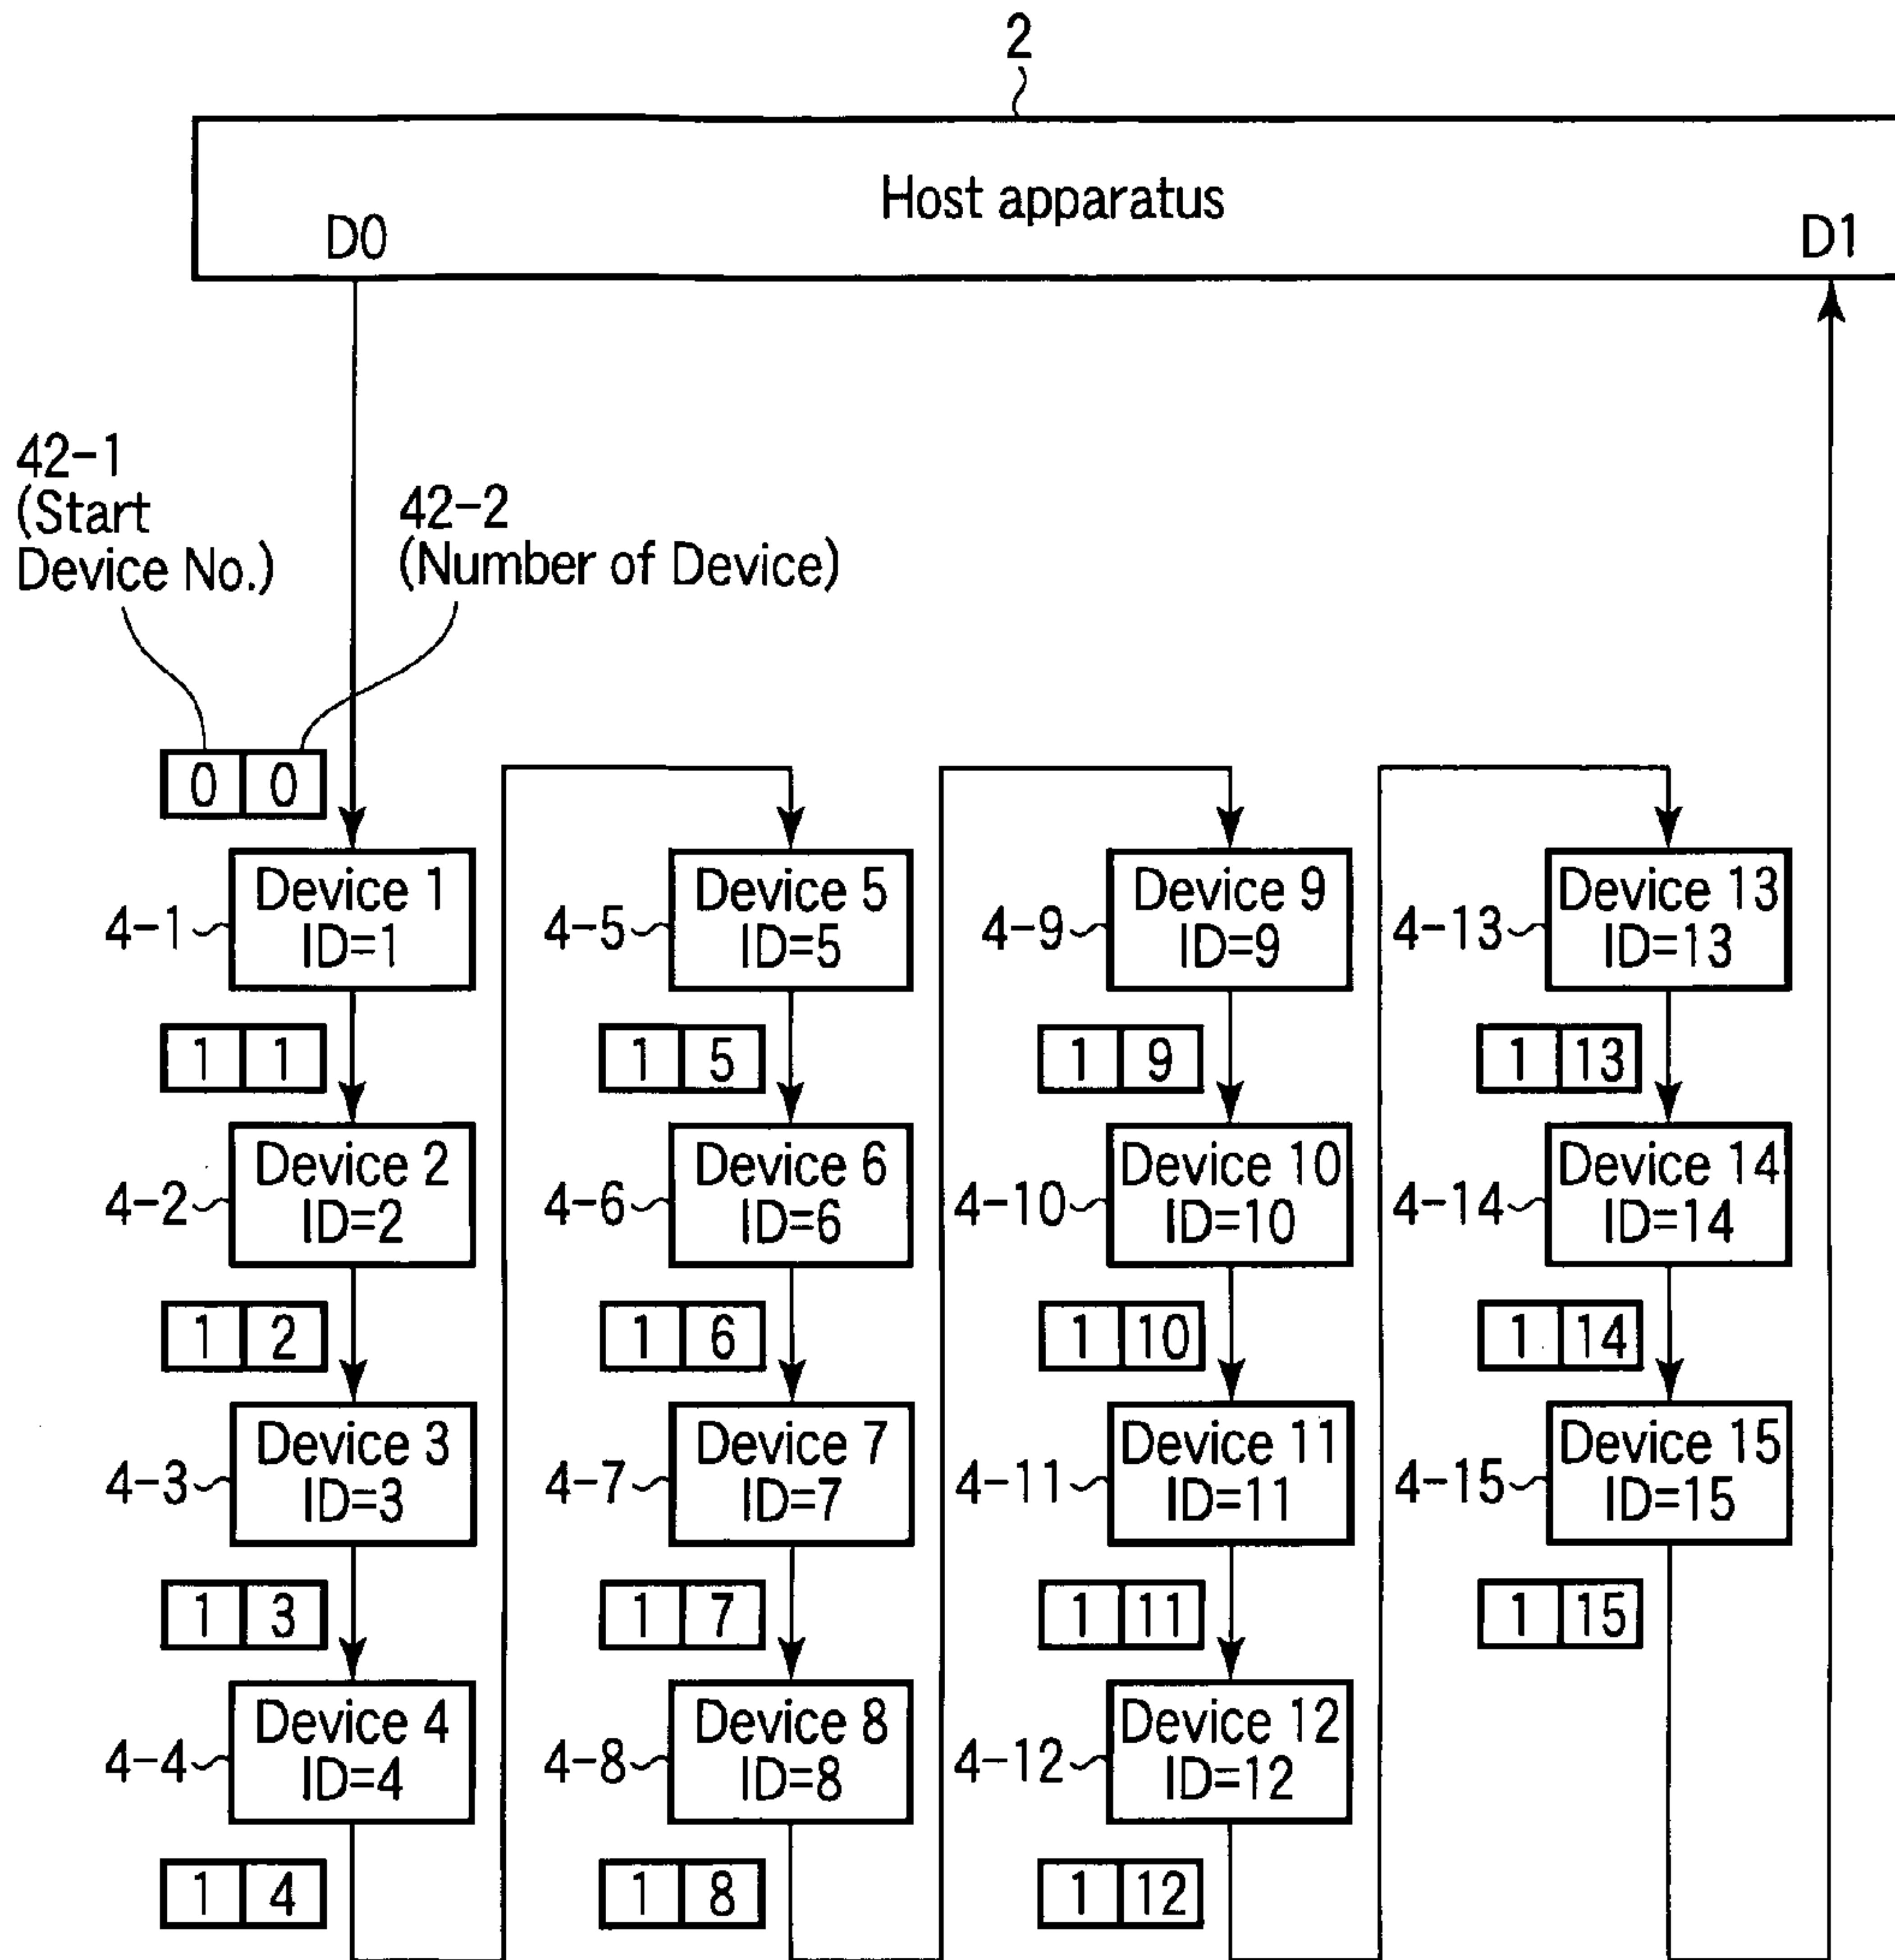 2
Host apparatus
D0
D1
42-1
(Start
Device No.)
42-2
(Number of Device)
0 0
4-1
Device 1
ID=1
1 1
4-2
Device 2
ID=2
1 2
4-3
Device 3
ID=3
1 3
4-4
Device 4
ID=4
1 4
4-5
Device 5
ID=5
1 5
4-6
Device 6
ID=6
1 6
4-7
Device 7
ID=7
1 7
4-8
Device 8
ID=8
1 8
4-9
Device 9
ID=9
1 9
4-10
Device 10
ID=10
1 10
4-11
Device 11
ID=11
1 11
4-12
Device 12
ID=12
1 12
4-13
Device 13
ID=13
1 13
4-14
Device 14
ID=14
1 14
4-15
Device 15
ID=15
1 15